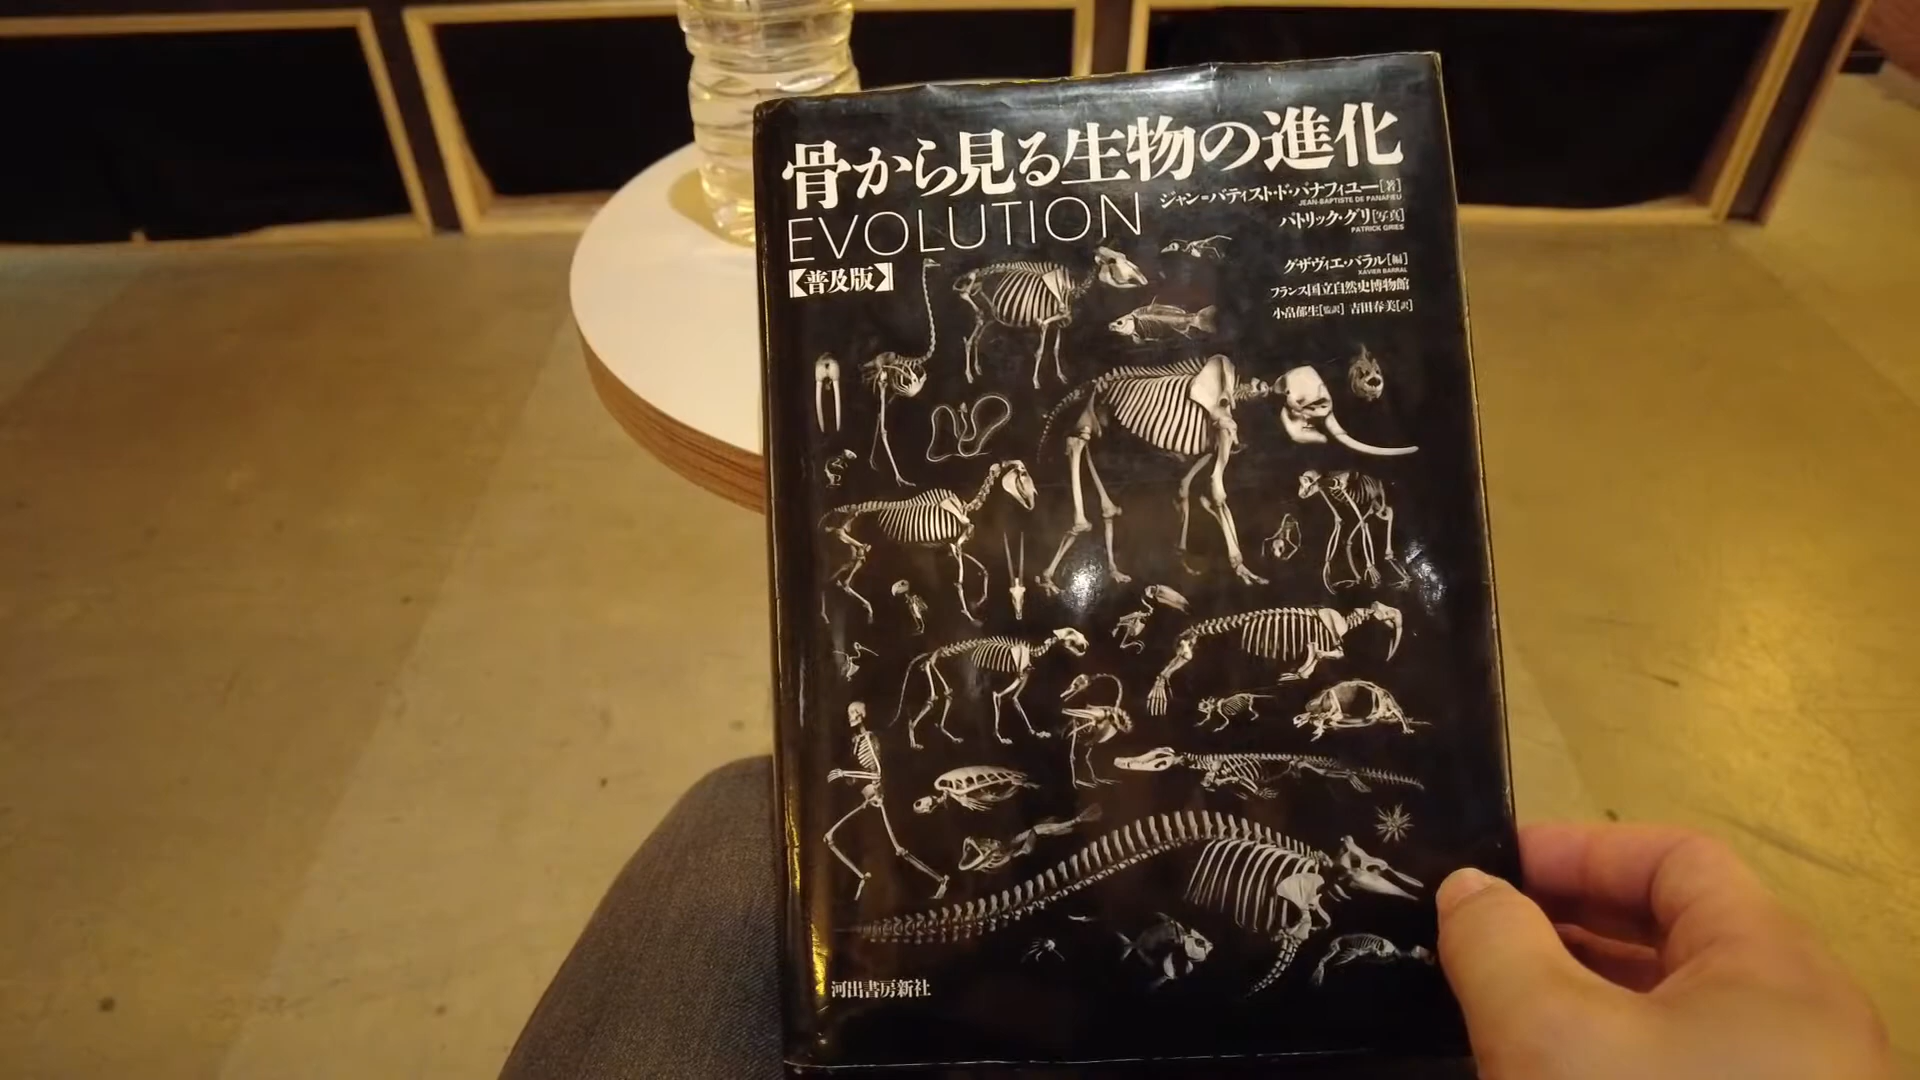 骨から見る生物の進化
EVOLUTION
【普及版】
ジャン=バティスト・ド・パナフィユー[著]
JEAN-BAPTISTE DE PANAFIEU
パトリック・グリ[写真]
PATRICK GRIES
グザヴィエ・バラル[編]
XAVIER BARRAL
フランス国立自然史博物館
小畠郁生[監訳] 吉田春美[訳]
河出書房新社